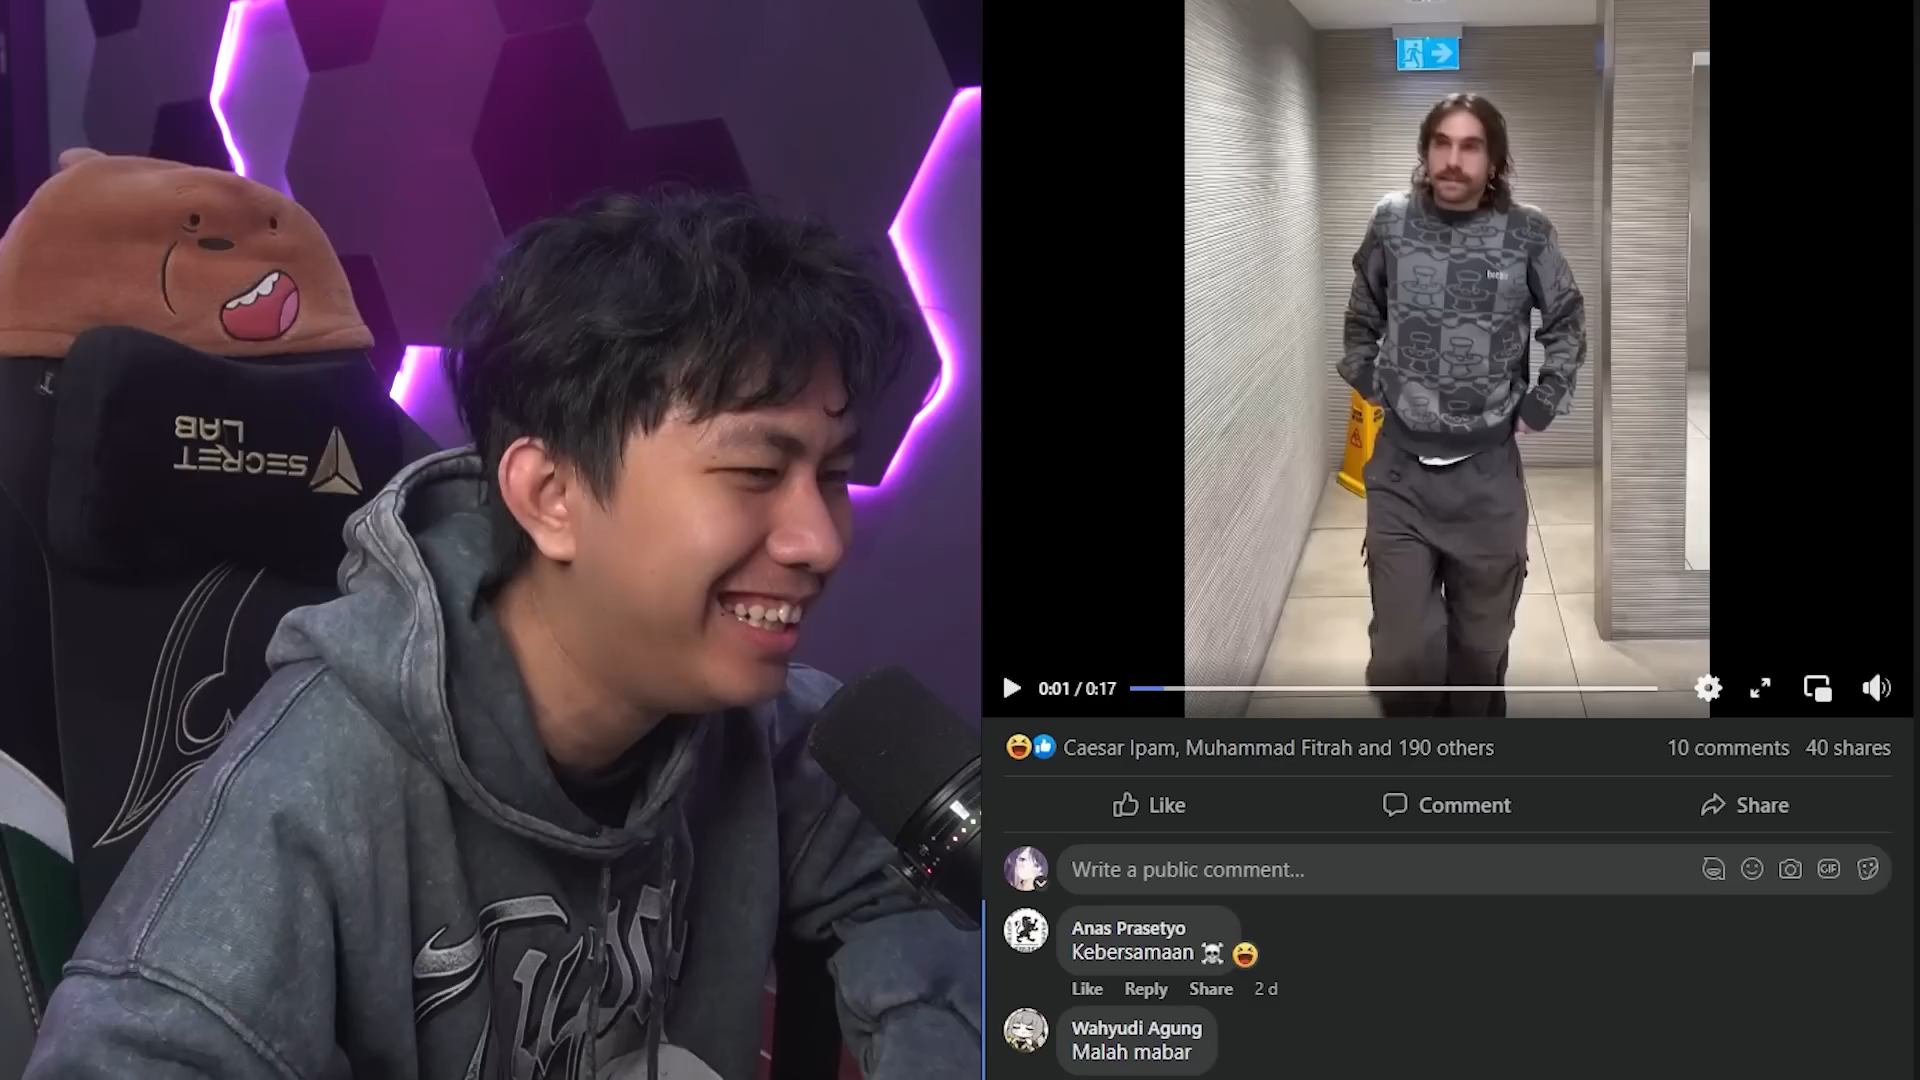 SECRET
LAB
0:01 / 0:17
Caesar Ipam, Muhammad Fitrah and 190 others
10 comments
40 shares
Like
Comment
Share
Write a public comment...
GIF
Anas Prasetyo
Kebersamaan ☠️ 😆
Like Reply Share 2 d
Wahyudi Agung
Malah mabar